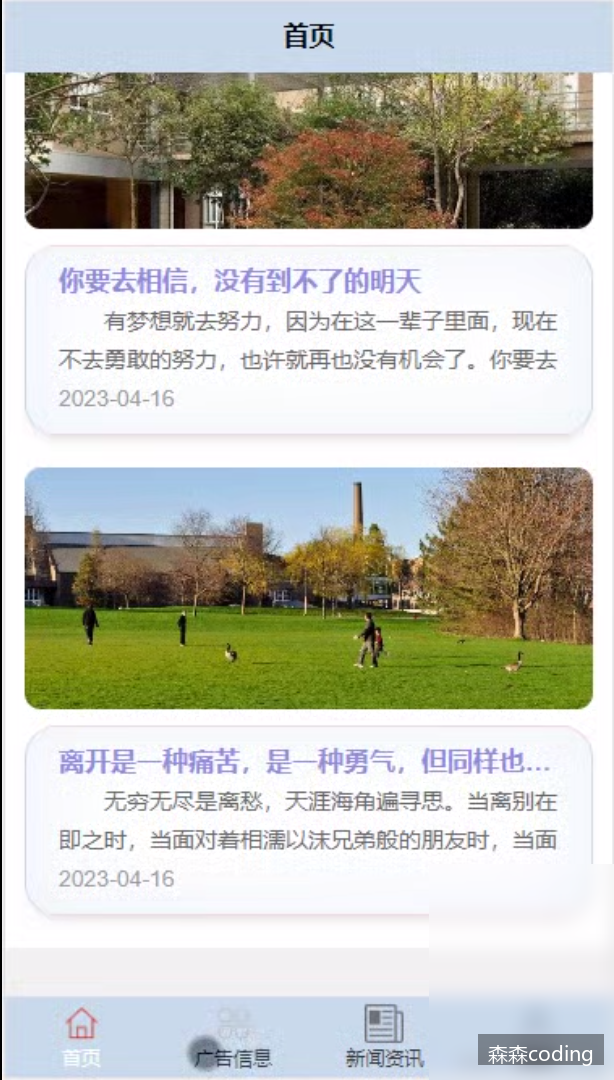 首页
你要去相信，没有到不了的明天
有梦想就去努力，因为在这一辈子里面，现在
不去勇敢的努力，也许就再也没有机会了。你要去
2023-04-16
离开是一种痛苦，是一种勇气，但同样也...
无穷无尽是离愁，天涯海角遍寻思。当离别在
即之时，当面对着相濡以沫兄弟般的朋友时，当面
2023-04-16
首页
广告信息
新闻资讯
森森coding